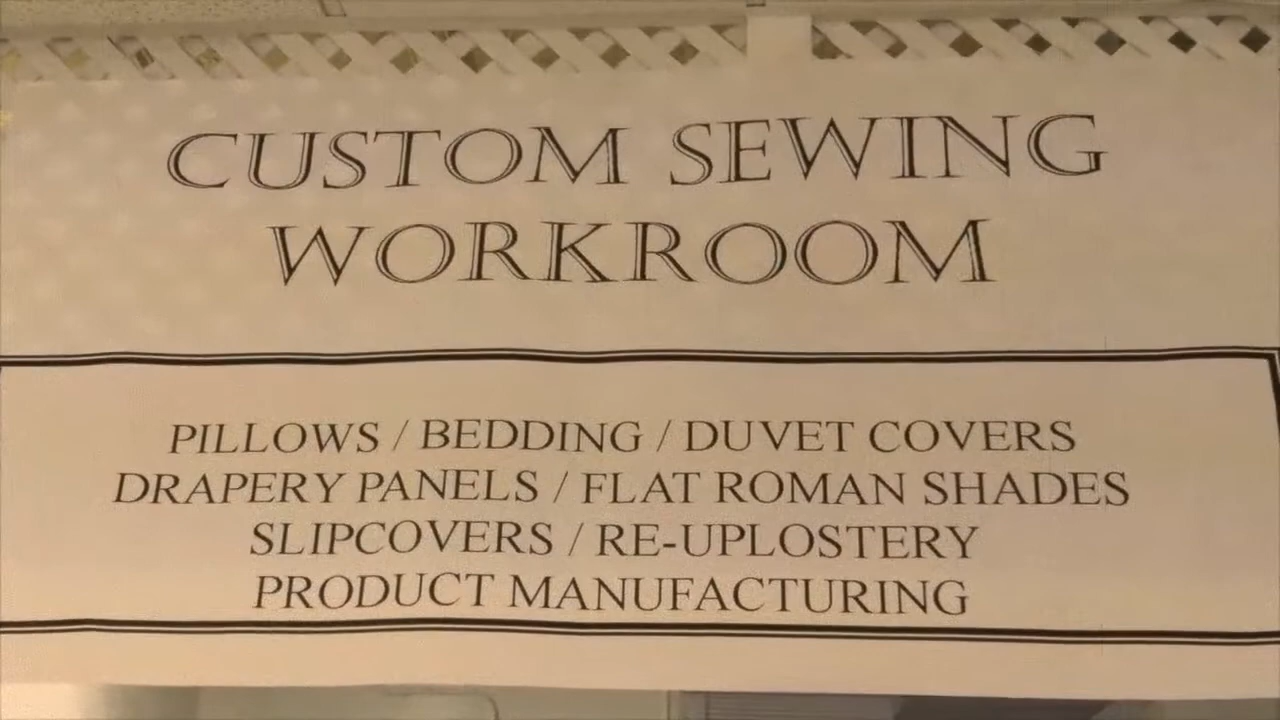 CUSTOM SEWING
WORKROOM
PILLOWS / BEDDING / DUVET COVERS
DRAPERY PANELS / FLAT ROMAN SHADES
SLIPCOVERS / RE-UPLOSTERY
PRODUCT MANUFACTURING